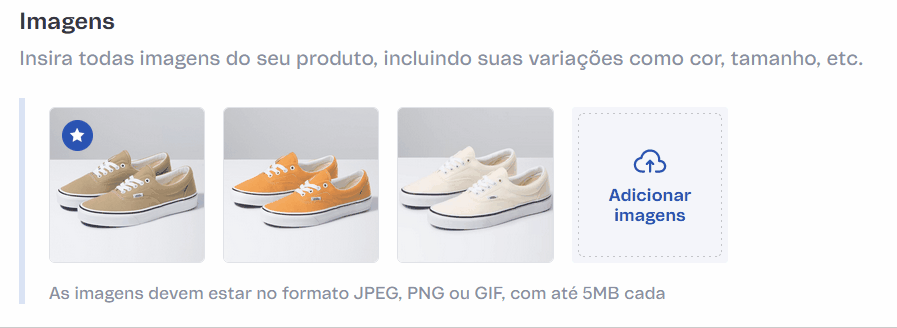 Imagens
Insira todas imagens do seu produto, incluindo suas variações como cor, tamanho, etc.
Adicionar
imagens
As imagens devem estar no formato JPEG, PNG ou GIF, com até 5MB cada